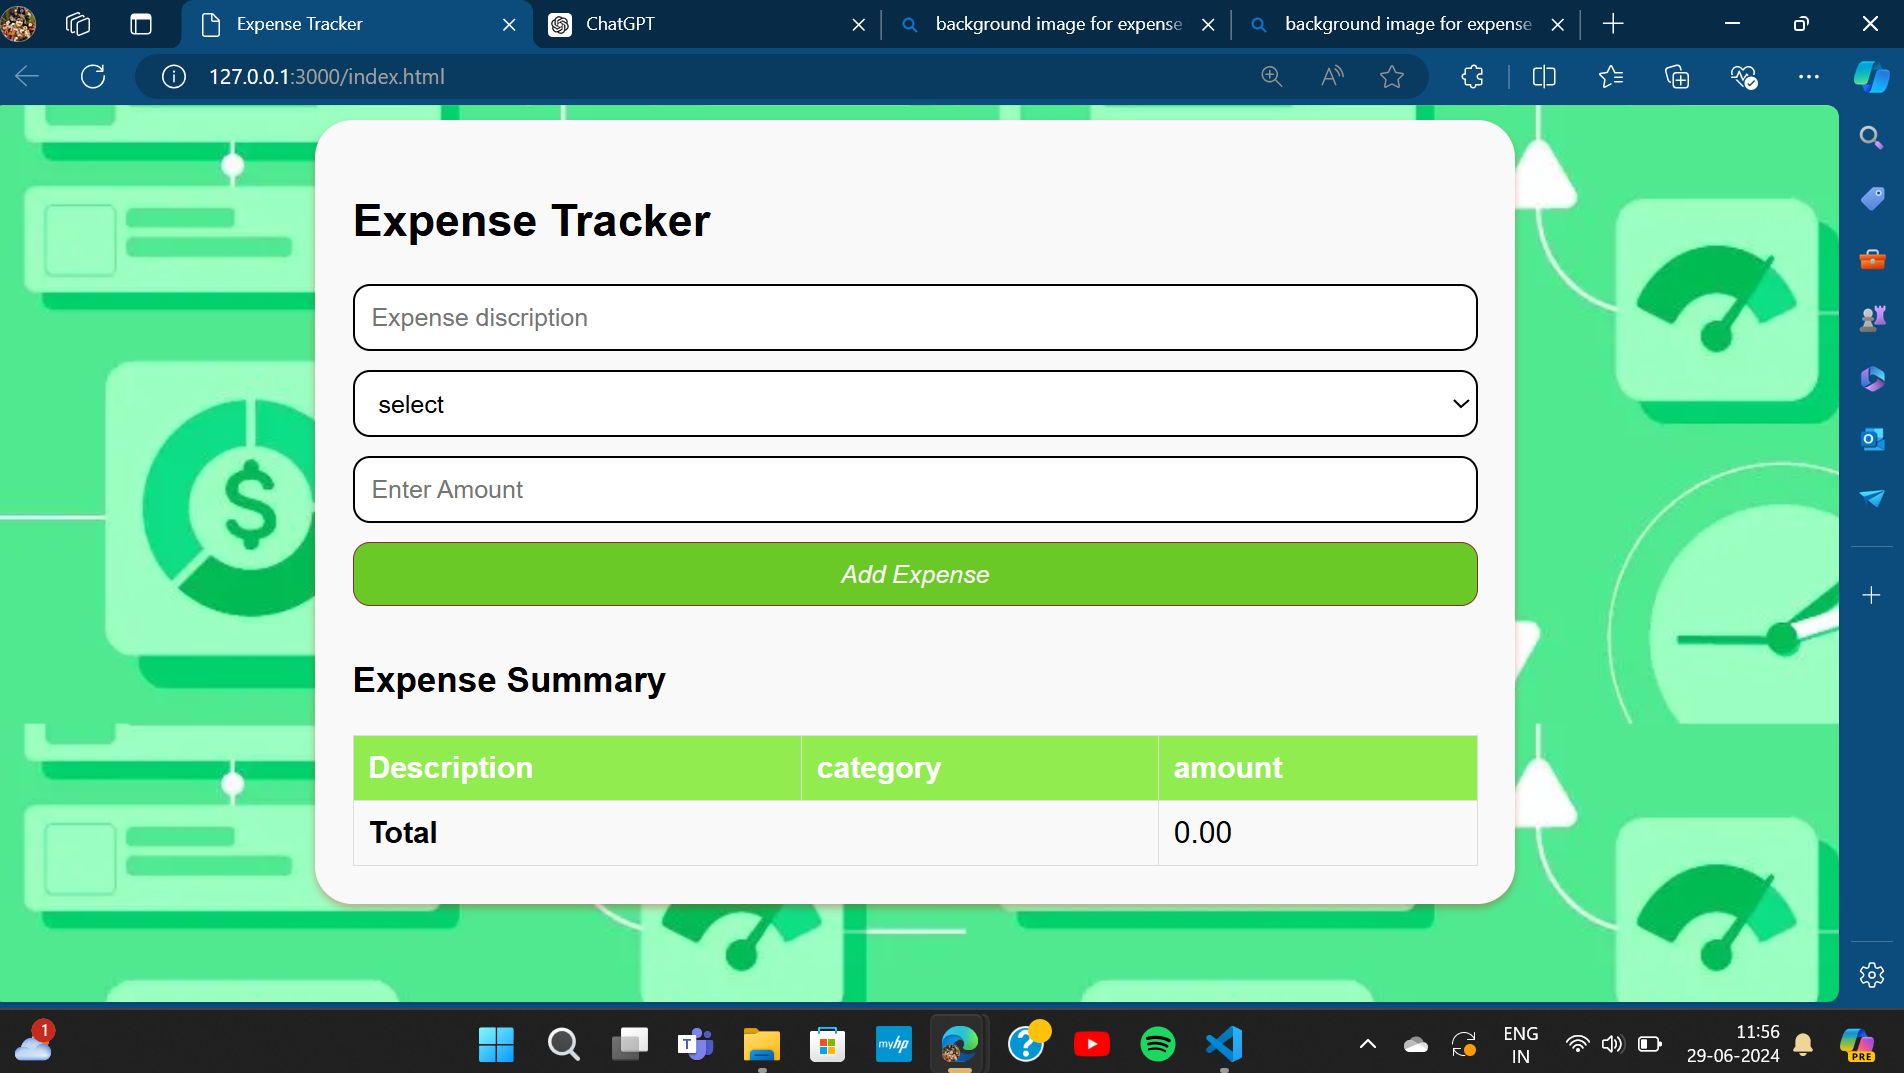 Expense Tracker
ChatGPT
background image for expense
background image for expense
127.0.0.1:3000/index.html
Expense Tracker
Expense discription
select
Enter Amount
Add Expense
Expense Summary
Description category amount
Total 0.00
1
myhp
ENG
IN
11:56
29-06-2024
PRE